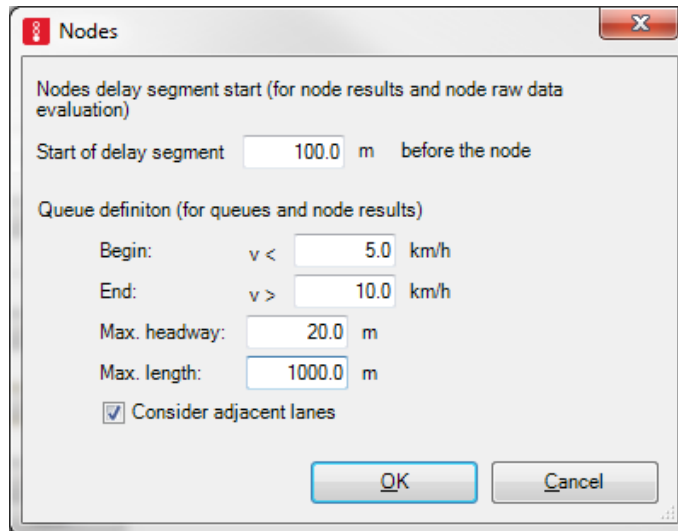 Nodes
Nodes delay segment start (for node results and node raw data
evaluation)
Start of delay segment 100.0 m before the node
Queue definiton (for queues and node results)
Begin: v < 5.0 km/h
End: v > 10.0 km/h
Max. headway: 20.0 m
Max. length: 1000.0 m
Consider adjacent lanes
OK Cancel